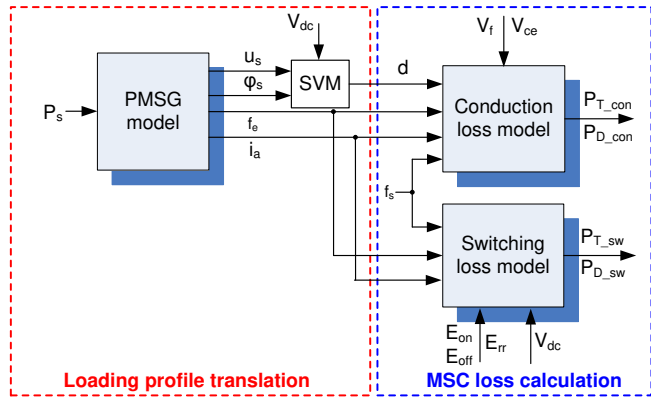 V_dc
V_f V_ce
u_s
φ_s
SVM
d
P_s
PMSG
model
f_e
i_a
Conduction
loss model
P_T_con
P_D_con
f_s
Switching
loss model
P_T_sw
P_D_sw
E_on
E_off
E_rr
V_dc
Loading profile translation
MSC loss calculation